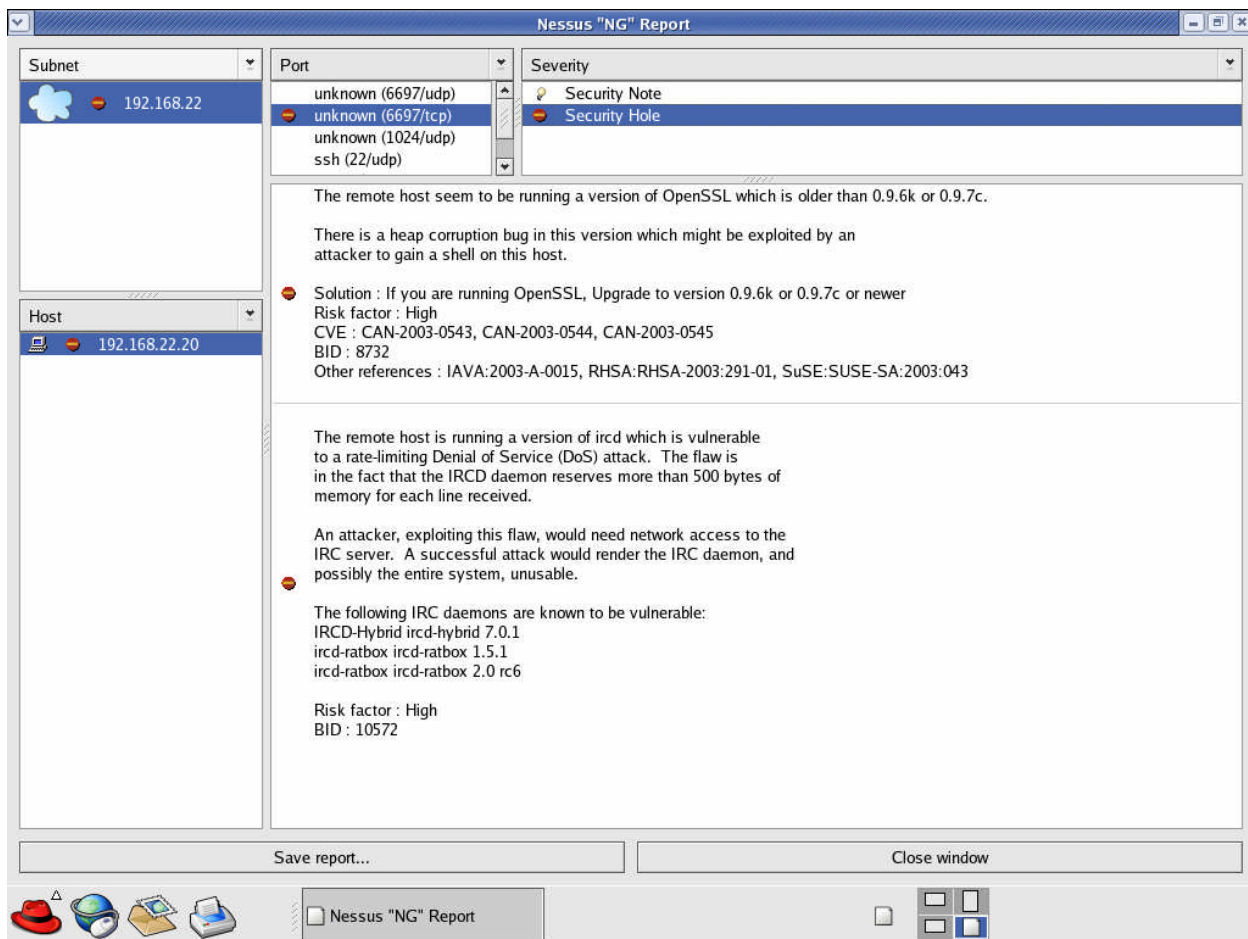 Nessus "NG" Report
Subnet
192.168.22
Host
192.168.22.20
Port
unknown (6697/udp)
unknown (6697/tcp)
unknown (1024/udp)
ssh (22/udp)
Severity
Security Note
Security Hole
The remote host seem to be running a version of OpenSSL which is older than 0.9.6k or 0.9.7c.
There is a heap corruption bug in this version which might be exploited by an
attacker to gain a shell on this host.
Solution : If you are running OpenSSL, Upgrade to version 0.9.6k or 0.9.7c or newer
Risk factor : High
CVE : CAN-2003-0543, CAN-2003-0544, CAN-2003-0545
BID : 8732
Other references : IAVA:2003-A-0015, RHSA:RHSA-2003:291-01, SuSE:SUSE-SA:2003:043
The remote host is running a version of ircd which is vulnerable
to a rate-limiting Denial of Service (DoS) attack.  The flaw is
in the fact that the IRCD daemon reserves more than 500 bytes of
memory for each line received.
An attacker, exploiting this flaw, would need network access to the
IRC server.  A successful attack would render the IRC daemon, and
possibly the entire system, unusable.
The following IRC daemons are known to be vulnerable:
IRCD-Hybrid ircd-hybrid 7.0.1
ircd-ratbox ircd-ratbox 1.5.1
ircd-ratbox ircd-ratbox 2.0 rc6
Risk factor : High
BID : 10572
Save report...
Close window
Nessus "NG" Report